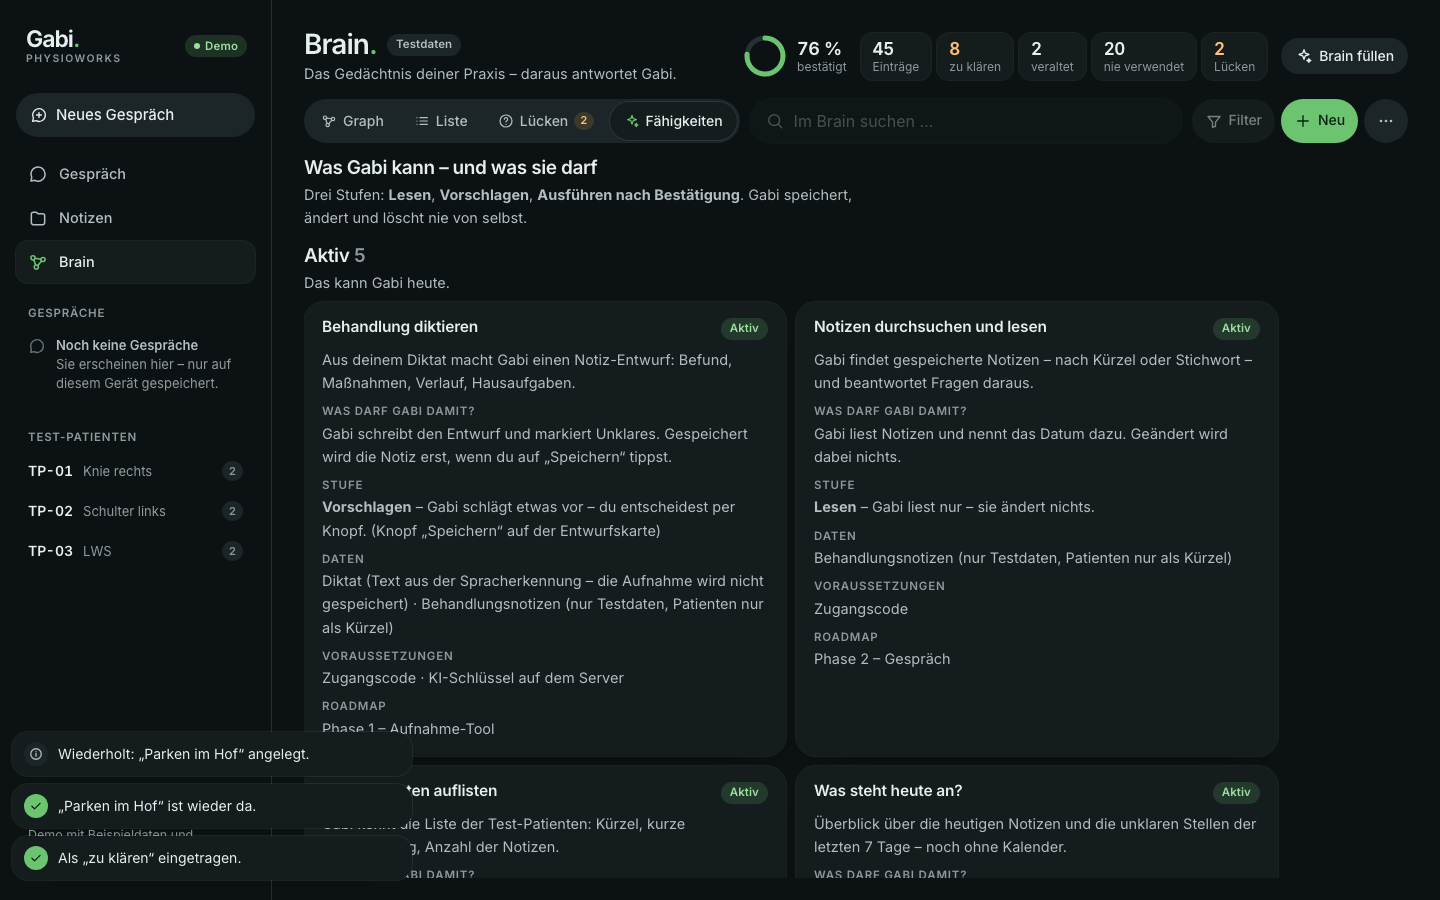 Gabi.
PHYSIOWORKS
Demo
Neues Gespräch
Gespräch
Notizen
Brain
GESPRÄCHE
Noch keine Gespräche
Sie erscheinen hier – nur auf
diesem Gerät gespeichert.
TEST-PATIENTEN
TP-01 Knie rechts 2
TP-02 Schulter links 2
TP-03 LWS 2
Demo mit Beispieldaten und
Wiederholt: „Parken im Hof“ angelegt.
„Parken im Hof“ ist wieder da.
Als „zu klären“ eingetragen.
Brain. Testdaten
Das Gedächtnis deiner Praxis – daraus antwortet Gabi.
76 %
bestätigt
45
Einträge
8
zu klären
2
veraltet
20
nie verwendet
2
Lücken
Brain füllen
Graph
Liste
Lücken 2
Fähigkeiten
Im Brain suchen ...
Filter
Neu
Was Gabi kann – und was sie darf
Drei Stufen: Lesen, Vorschlagen, Ausführen nach Bestätigung. Gabi speichert,
ändert und löscht nie von selbst.
Aktiv 5
Das kann Gabi heute.
Behandlung diktieren
Aktiv
Aus deinem Diktat macht Gabi einen Notiz-Entwurf: Befund,
Maßnahmen, Verlauf, Hausaufgaben.
WAS DARF GABI DAMIT?
Gabi schreibt den Entwurf und markiert Unklares. Gespeichert
wird die Notiz erst, wenn du auf „Speichern“ tippst.
STUFE
Vorschlagen – Gabi schlägt etwas vor – du entscheidest per
Knopf. (Knopf „Speichern“ auf der Entwurfskarte)
DATEN
Diktat (Text aus der Spracherkennung – die Aufnahme wird nicht
gespeichert) · Behandlungsnotizen (nur Testdaten, Patienten nur
als Kürzel)
VORAUSSETZUNGEN
Zugangscode · KI-Schlüssel auf dem Server
ROADMAP
Phase 1 – Aufnahme-Tool
Notizen durchsuchen und lesen
Aktiv
Gabi findet gespeicherte Notizen – nach Kürzel oder Stichwort –
und beantwortet Fragen daraus.
WAS DARF GABI DAMIT?
Gabi liest Notizen und nennt das Datum dazu. Geändert wird
dabei nichts.
STUFE
Lesen – Gabi liest nur – sie ändert nichts.
DATEN
Behandlungsnotizen (nur Testdaten, Patienten nur als Kürzel)
VORAUSSETZUNGEN
Zugangscode
ROADMAP
Phase 2 – Gespräch
auflisten
Aktiv
die Liste der Test-Patienten: Kürzel, kurze
Anzahl der Notizen.
DAMIT?
Was steht heute an?
Aktiv
Überblick über die heutigen Notizen und die unklaren Stellen der
letzten 7 Tage – noch ohne Kalender.
WAS DARF GABI DAMIT?